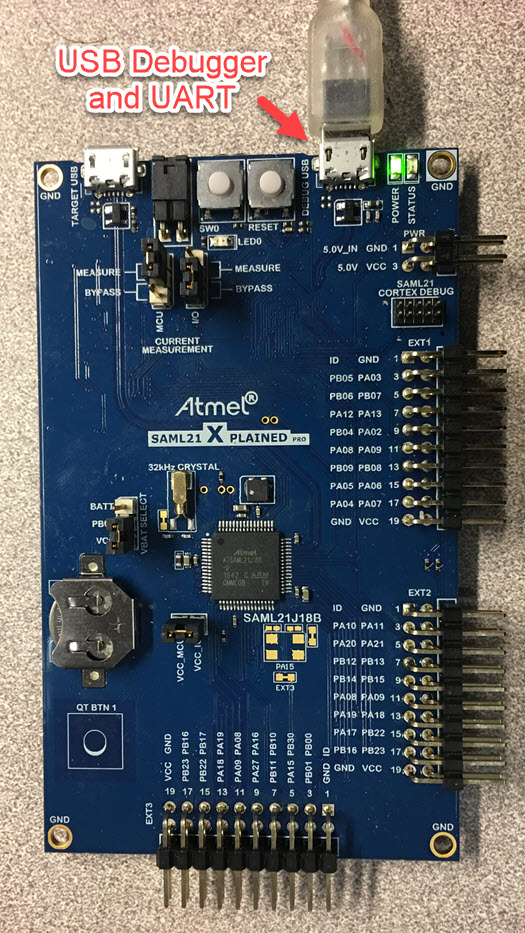 USB Debugger
and UART
GND
TARGET USB
SW0
RESET
DEBUG USB
POWER
STATUS
GND
LED0
MEASURE
BYPASS
MEASURE
BYPASS
MCU
I/O
CURRENT
MEASUREMENT
PWR
5.0V_IN GND 1
5.0V VCC 3
SAML21
CORTEX DEBUG
EXT1
ID GND 1
PB05 PA03 3
PB06 PB07 5
PA12 PA13 7
PB04 PA02 9
PA08 PA09 11
PB09 PB08 13
PA05 PA06 15
PA04 PA07 17
GND VCC 19
Atmel®
SAML21 XPLAINED PRO
32kHz CRYSTAL
BATT
VBAT SELECT
Atmel
SAML21J18B
VCC_MCU
PA15
EXT3
EXT2
ID GND 1
PA10 PA11 3
PA20 PA21 5
PB12 PB13 7
PB14 PB15 9
PA08 PA09 11
PA19 PA18 13
PA17 PB22 15
PB16 PB23 17
GND VCC 19
QT BTN 1
EXT3
VCC GND 19
PB23 PB16 17
PB22 PB17 15
PA18 PA19 13
PA09 PA08 11
PA27 PA16 9
PB11 PB10 7
PA15 PB30 5
PB01 PB00 3
GND ID 1
GND
GND